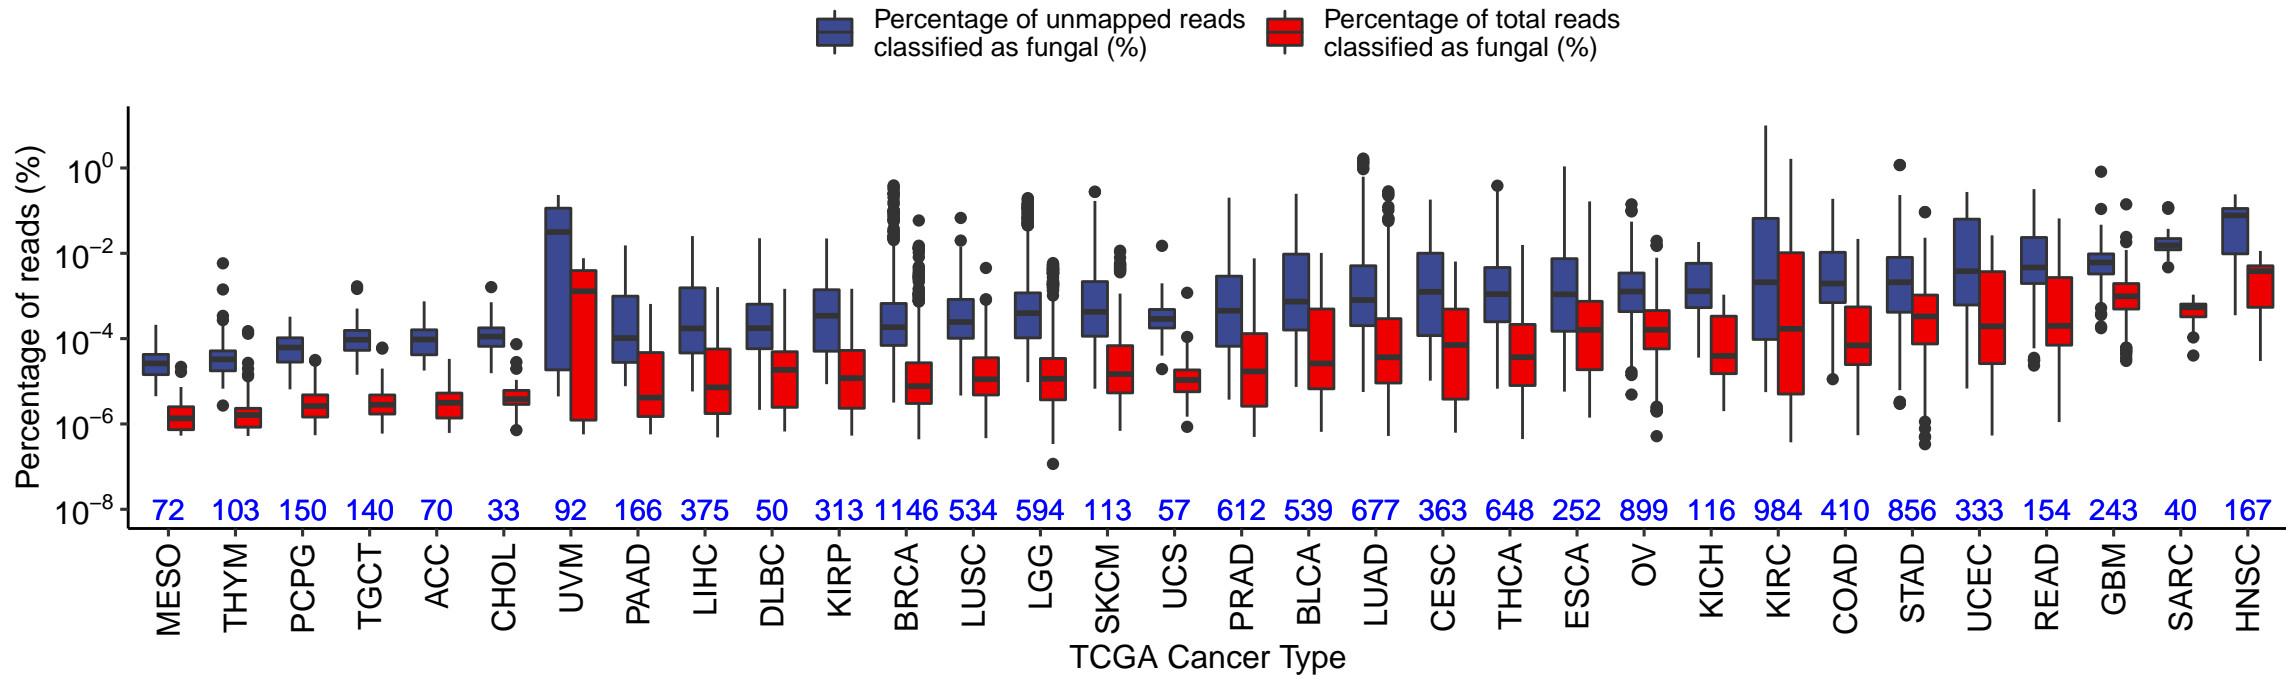 Percentage of unmapped reads
classified as fungal (%)
Percentage of total reads
classified as fungal (%)
Percentage of reads (%)
10^0
10^-2
10^-4
10^-6
10^-8
72 103 150 140 70 33 92 166 375 50 313 1146 534 594 113 57 612 539 677 363 648 252 899 116 984 410 856 333 154 243 40 167
MESO THYM PCPG TGCT ACC CHOL UVM PAAD LIHC DLBC KIRP BRCA LUSC LGG SKCM UCS PRAD BLCA LUAD CESC THCA ESCA OV KICH KIRC COAD STAD UCEC READ GBM SARC HNSC
TCGA Cancer Type